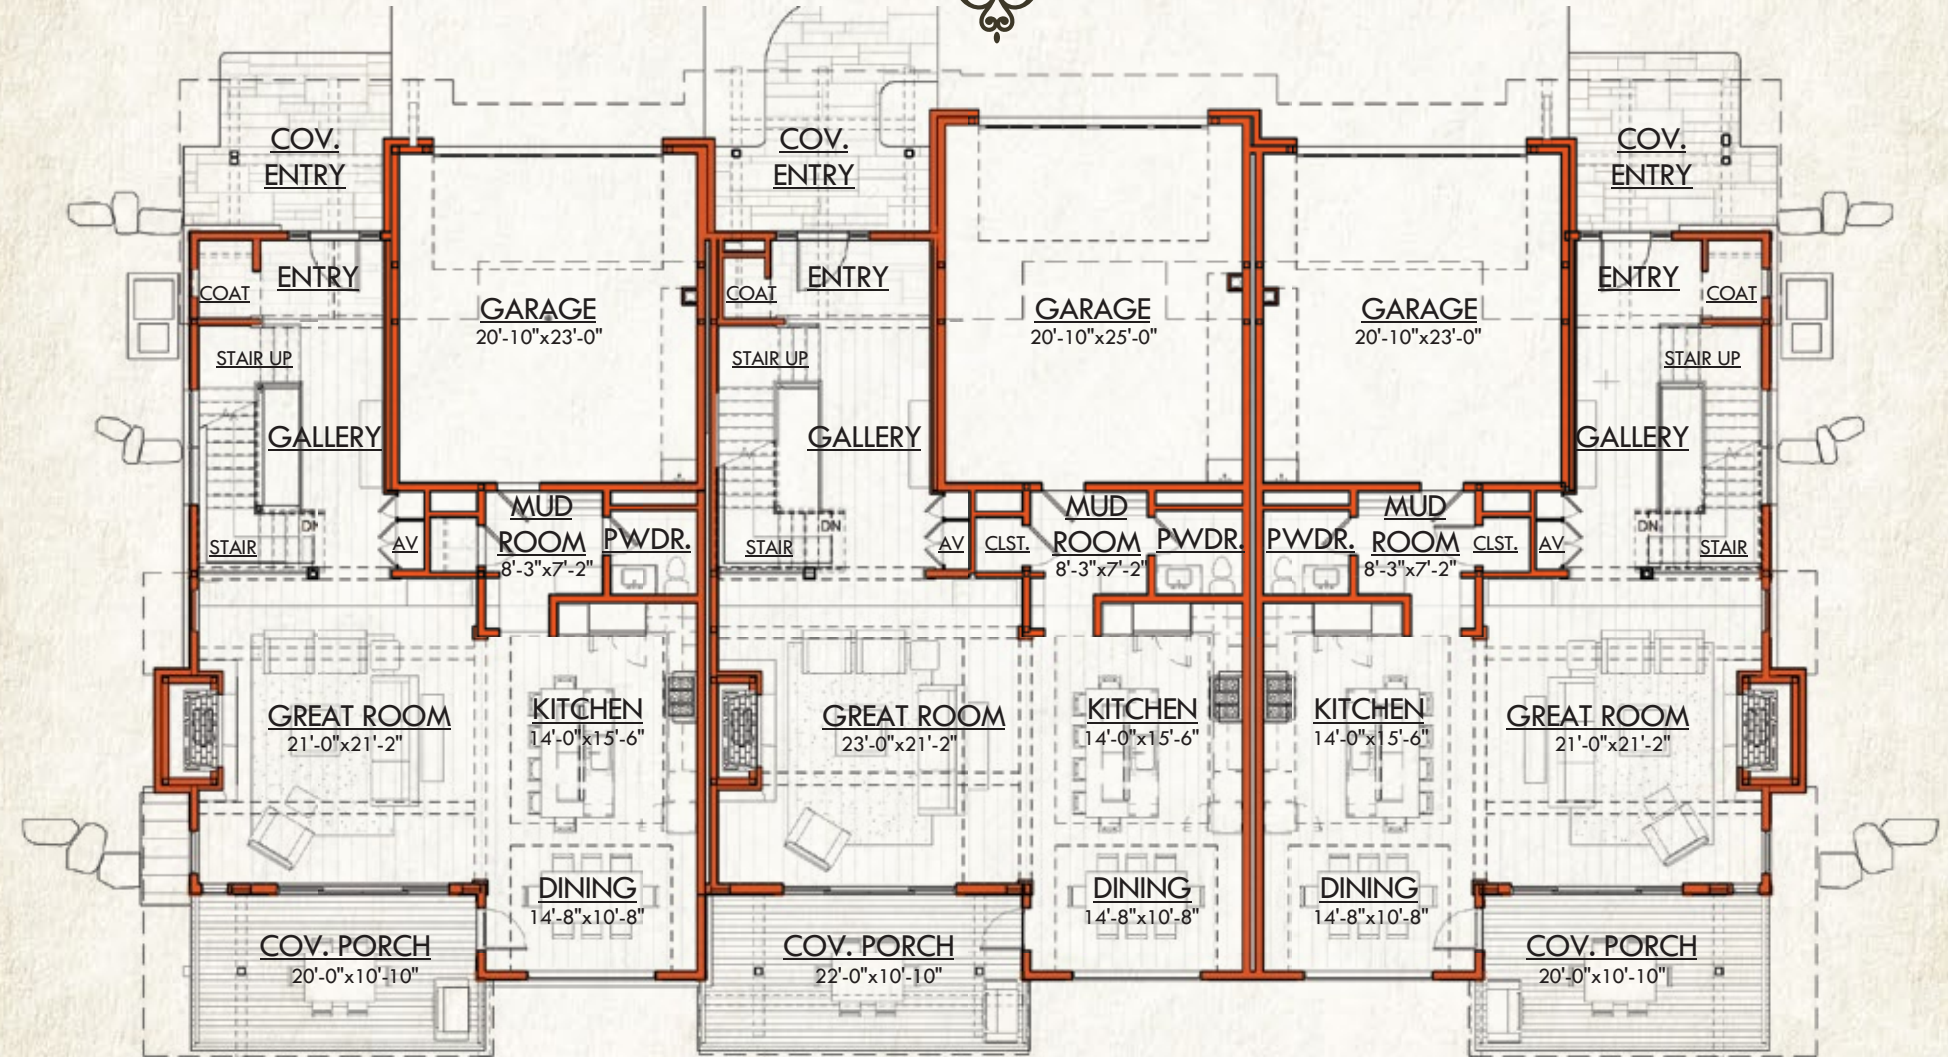 COV.
ENTRY
COV.
ENTRY
COV.
ENTRY
ENTRY
COAT
ENTRY
COAT
ENTRY
COAT
GARAGE
20'-10"x23'-0"
GARAGE
20'-10"x25'-0"
GARAGE
20'-10"x23'-0"
STAIR UP
STAIR UP
STAIR UP
GALLERY
GALLERY
GALLERY
DN
STAIR
AV
MUD
ROOM
8'-3"x7'-2"
PWDR.
DN
STAIR
AV
CLST.
MUD
ROOM
8'-3"x7'-2"
PWDR.
PWDR.
MUD
ROOM
8'-3"x7'-2"
CLST.
AV
DN
STAIR
GREAT ROOM
21'-0"x21'-2"
KITCHEN
14'-0"x15'-6"
GREAT ROOM
23'-0"x21'-2"
KITCHEN
14'-0"x15'-6"
KITCHEN
14'-0"x15'-6"
GREAT ROOM
21'-0"x21'-2"
DINING
14'-8"x10'-8"
DINING
14'-8"x10'-8"
DINING
14'-8"x10'-8"
COV. PORCH
20'-0"x10'-10"
COV. PORCH
22'-0"x10'-10"
COV. PORCH
20'-0"x10'-10"